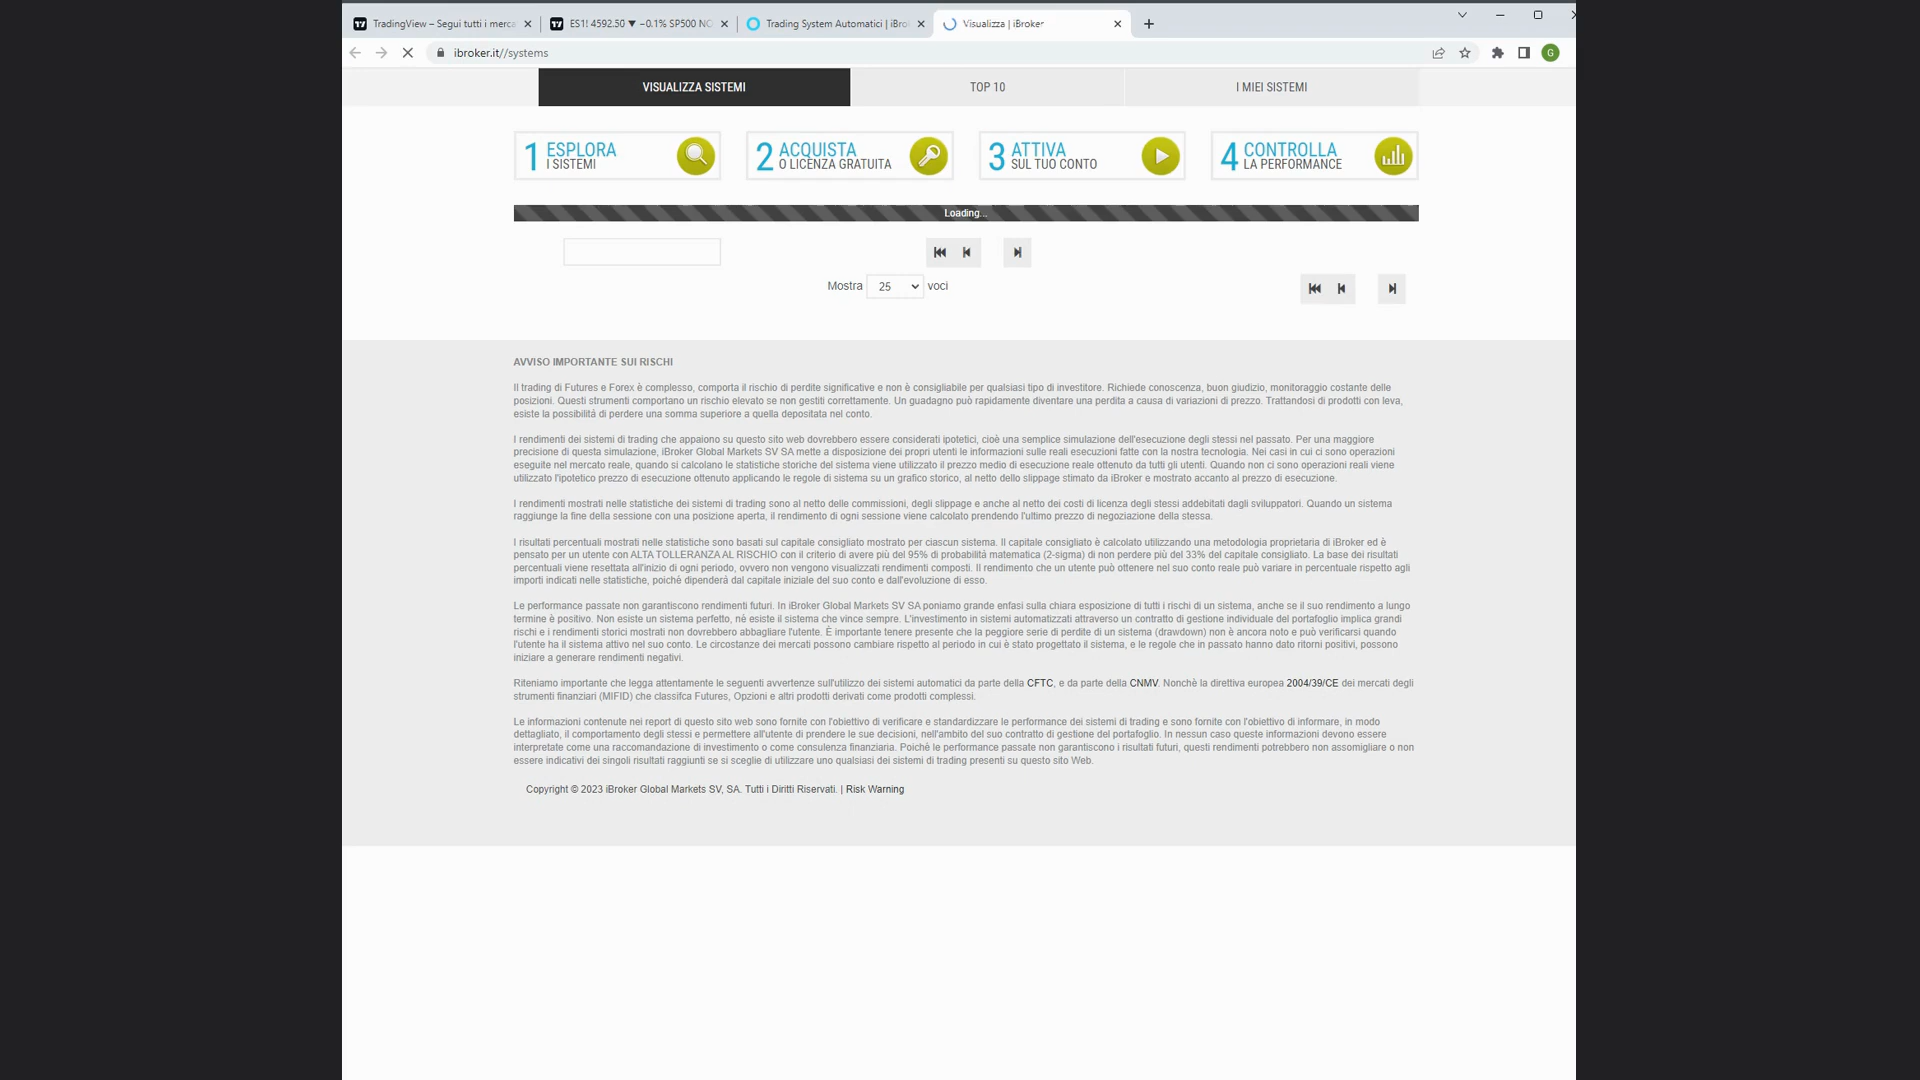 TradingView – Segui tutti i merca
ES1! 4592.50 ▼ −0.1% SP500 NO
Trading System Automatici | iBro
Visualizza | iBroker
ibroker.it//systems
G
VISUALIZZA SISTEMI
TOP 10
I MIEI SISTEMI
1 ESPLORA
I SISTEMI
2 ACQUISTA
O LICENZA GRATUITA
3 ATTIVA
SUL TUO CONTO
4 CONTROLLA
LA PERFORMANCE
Loading...
Mostra 25 voci
AVVISO IMPORTANTE SUI RISCHI
Il trading di Futures e Forex è complesso, comporta il rischio di perdite significative e non è consigliabile per qualsiasi tipo di investitore. Richiede conoscenza, buon giudizio, monitoraggio costante delle
posizioni. Questi strumenti comportano un rischio elevato se non gestiti correttamente. Un guadagno può rapidamente diventare una perdita a causa di variazioni di prezzo. Trattandosi di prodotti con leva,
esiste la possibilitá di perdere una somma superiore a quella depositata nel conto.
I rendimenti dei sistemi di trading che appaiono su questo sito web dovrebbero essere considerati ipotetici, cioè una semplice simulazione dell'esecuzione degli stessi nel passato. Per una maggiore
precisione di questa simulazione, iBroker Global Markets SV SA mette a disposizione dei propri utenti le informazioni sulle reali esecuzioni fatte con la nostra tecnologia. Nei casi in cui ci sono operazioni
eseguite nel mercato reale, quando si calcolano le statistiche storiche del sistema viene utilizzato il prezzo medio di esecuzione reale ottenuto da tutti gli utenti. Quando non ci sono operazioni reali viene
utilizzato l'ipotetico prezzo di esecuzione ottenuto applicando le regole di sistema su un grafico storico, al netto dello slippage stimato da iBroker e mostrato accanto al prezzo di esecuzione.
I rendimenti mostrati nelle statistiche dei sistemi di trading sono al netto delle commissioni, degli slippage e anche al netto dei costi di licenza degli stessi addebitati dagli sviluppatori. Quando un sistema
raggiunge la fine della sessione con una posizione aperta, il rendimento di ogni sessione viene calcolato prendendo l'ultimo prezzo di negoziazione della stessa.
I risultati percentuali mostrati nelle statistiche sono basati sul capitale consigliato mostrato per ciascun sistema. Il capitale consigliato è calcolato utilizzando una metodologia proprietaria di iBroker ed è
pensato per un utente con ALTA TOLLERANZA AL RISCHIO con il criterio di avere più del 95% di probabilitá matematica (2-sigma) di non perdere più del 33% del capitale consigliato. La base dei risultati
percentuali viene resettata all'inizio di ogni periodo, ovvero non vengono visualizzati rendimenti composti. Il rendimento che un utente può ottenere nel suo conto reale può variare in percentuale rispetto agli
importi indicati nelle statistiche, poiché dipenderá dal capitale iniziale del suo conto e dall'evoluzione di esso.
Le performance passate non garantiscono rendimenti futuri. In iBroker Global Markets SV SA poniamo grande enfasi sulla chiara esposizione di tutti i rischi di un sistema, anche se il suo rendimento a lungo
termine è positivo. Non esiste un sistema perfetto, nè esiste il sistema che vince sempre. L'investimento in sistemi automatizzati attraverso un contratto di gestione individuale del portafoglio implica grandi
rischi e i rendimenti storici mostrati non dovrebbero abbagliare l'utente. È importante tenere presente che la peggiore serie di perdite di un sistema (drawdown) non è ancora noto e può verificarsi quando
l'utente ha il sistema attivo nel suo conto. Le circostanze dei mercati possono cambiare rispetto al periodo in cui è stato progettato il sistema, e le regole che in passato hanno dato ritorni positivi, possono
iniziare a generare rendimenti negativi.
Riteniamo importante che legga attentamente le seguenti avvertenze sull'utilizzo dei sistemi automatici da parte della CFTC, e da parte della CNMV. Nonchè la direttiva europea 2004/39/CE dei mercati degli
strumenti finanziari (MIFID) che classifca Futures, Opzioni e altri prodotti derivati come prodotti complessi.
Le informazioni contenute nei report di questo sito web sono fornite con l'obiettivo di verificare e standardizzare le performance dei sistemi di trading e sono fornite con l'obiettivo di informare, in modo
dettagliato, il comportamento degli stessi e permettere all'utente di prendere le sue decisioni, nell'ambito del suo contratto di gestione del portafoglio. In nessun caso queste informazioni devono essere
interpretate come una raccomandazione di investimento o come consulenza finanziaria. Poichè le performance passate non garantiscono i risultati futuri, questi rendimenti potrebbero non assomigliare o non
essere indicativi dei singoli risultati raggiunti se si sceglie di utilizzare uno qualsiasi dei sistemi di trading presenti su questo sito Web.
Copyright © 2023 iBroker Global Markets SV, SA. Tutti i Diritti Riservati. | Risk Warning